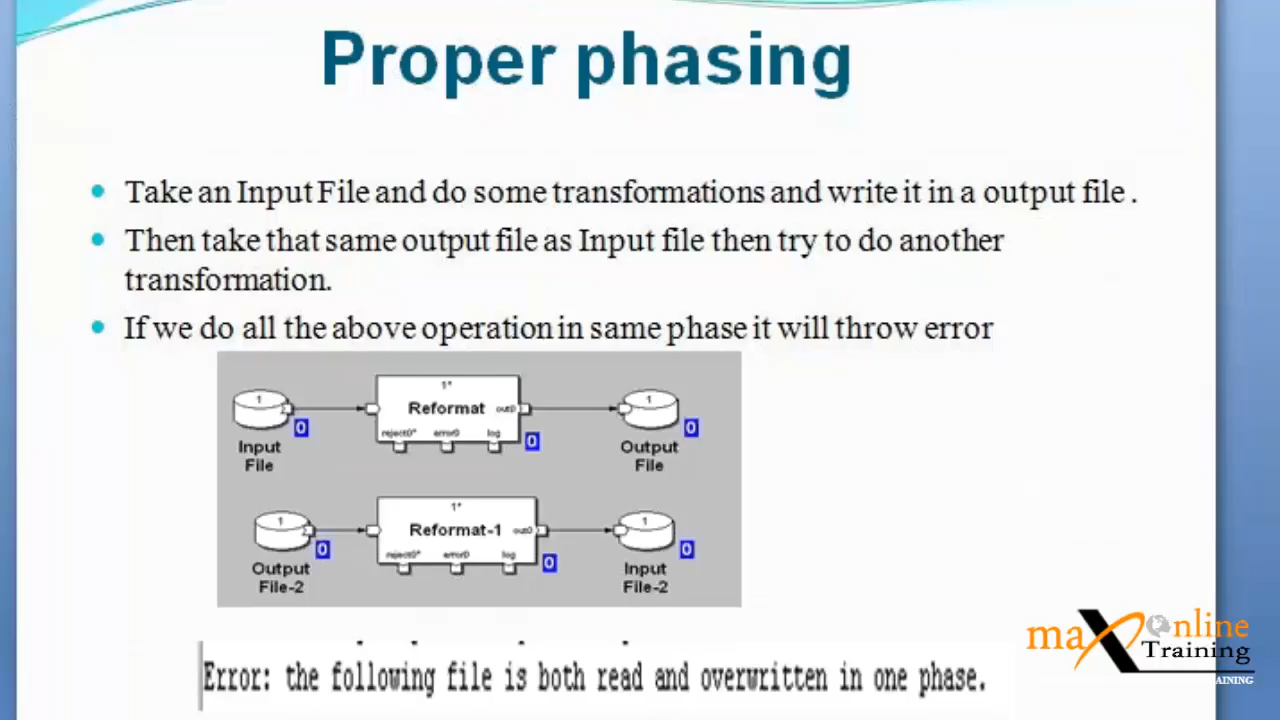 Proper phasing
Take an Input File and do some transformations and write it in a output file .
Then take that same output file as Input file then try to do another
transformation.
If we do all the above operation in same phase it will throw error
1
1*
Reformat
out0
1
reject0*
error0
log
0
0
0
Input
File
Output
File
1
1*
Reformat-1
out0
1
reject0*
error0
log
0
0
0
Output
File-2
Input
File-2
Error: the following file is both read and overwritten in one phase.
maX Online
Training
AINING